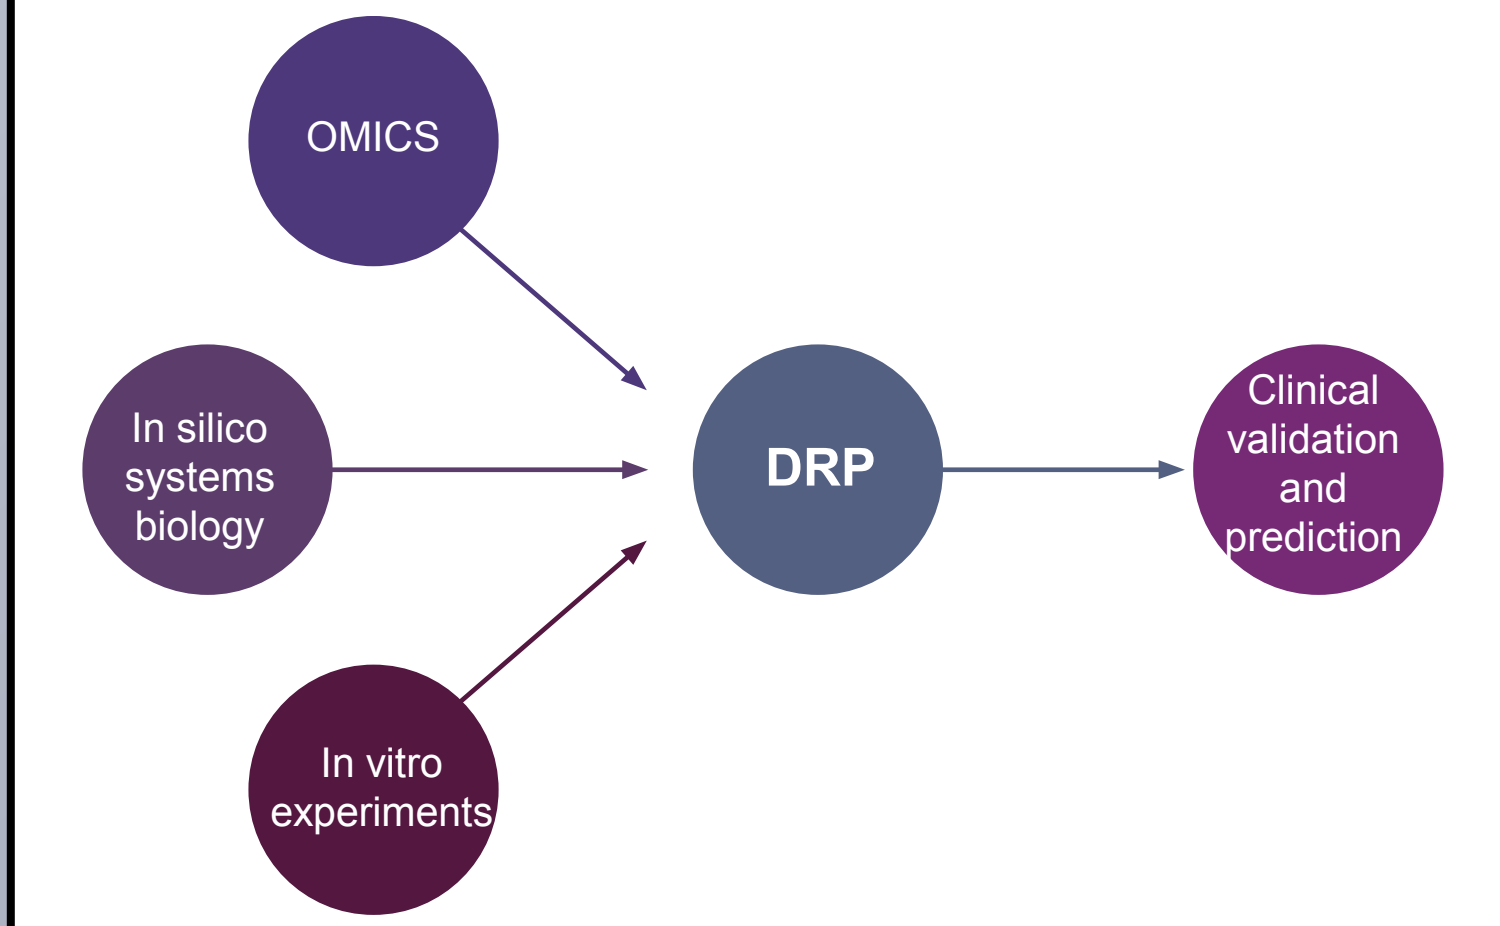 OMICS
In silico
systems
biology
In vitro
experiments
DRP
Clinical
validation
and
prediction